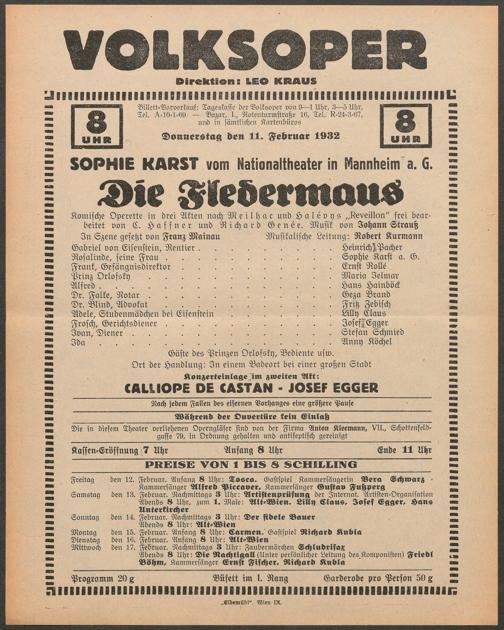 VOLKSOPER
Direktion: LEO KRAUS
8 UHR
Billett-Vorverkauf: Tageskasse der Volksoper von 9—1 Uhr, 3—5 Uhr.
Tel. A-10-1-69 — Bazar, I., Rotenturmstraße 16, Tel. R-24-3-67,
und in sämtlichen Kartenbüros
Donnerstag den 11. Februar 1932
8 UHR
SOPHIE KARST vom Nationaltheater in Mannheim a. G.
Die Fledermaus
Komische Operette in drei Akten nach Meilhac und Halévys „Reveillon“ frei bear-
beitet von C. Haffner und Richard Genée. Musik von Johann Strauß
In Szene gesetzt von Franz Mainau Musikalische Leitung: Robert Kurmann
Gabriel von Eisenstein, Rentier . . . Heinrich Pacher
Rosalinde, seine Frau . . . Sophie Karst a. G.
Frank, Gefängnisdirektor . . . Ernst Rollé
Prinz Orlofsky . . . Maria Jelmar
Alfred . . . Hans Hainböck
Dr. Falke, Notar . . . Geza Brand
Dr. Blind, Advokat . . . Fritz Fedisch
Adele, Stubenmädchen bei Eisenstein . . . Lilly Claus
Frosch, Gerichtsdiener . . . Josef Egger
Ivan, Diener . . . Stefan Schmied
Ida . . . Anny Köchel
Gäste des Prinzen Orlofsky, Bediente usw.
Ort der Handlung: In einem Badeort bei einer großen Stadt
Konzerteinlage im zweiten Akt:
CALLIOPE DE CASTAN - JOSEF EGGER
Nach jedem Fallen des eisernen Vorhanges eine größere Pause
Während der Ouvertüre kein Einlaß
Die in diesem Theater verliehenen Operngläser sind von der Firma Anton Kleemann, VII., Schottenfeld-
gasse 79, in Ordnung gehalten und antiseptisch gereinigt
Kassen-Eröffnung 7 Uhr Anfang 8 Uhr Ende 11 Uhr
PREISE VON 1 BIS 8 SCHILLING
Freitag den 12. Februar. Anfang 8 Uhr: Tosca. Gastspiel Kammersängerin Vera Schwarz -
Kammersänger Alfred Piccaver, Kammersänger Gustav Fußperg
Samstag den 13. Februar. Nachmittags 3 Uhr: Artistenprüfung der Internat. Artisten-Organisation
Abends 8 Uhr, zum 1. Male: Alt-Wien. Lilly Claus, Josef Egger, Hans
Unterkircher
Sonntag den 14. Februar. Nachmittags 3 Uhr: Der fidele Bauer
Abends 8 Uhr: Alt-Wien
Montag den 15. Februar. Anfang 8 Uhr: Carmen. Gastspiel Richard Kubla
Dienstag den 16. Februar. Anfang 8 Uhr: Alt-Wien
Mittwoch den 17. Februar. Nachmittags 3 Uhr: Faubermärchen Schludrifax
Abends 8 Uhr: Die Nachtigall (Unter persönlicher Leitung des Komponisten) Friedl
Böhm, Kammersänger Ernst Fischer, Richard Kubla
Programm 20 g Büfett im I. Rang Garderobe pro Person 50 g
„Elbemühl“, Wien IX.